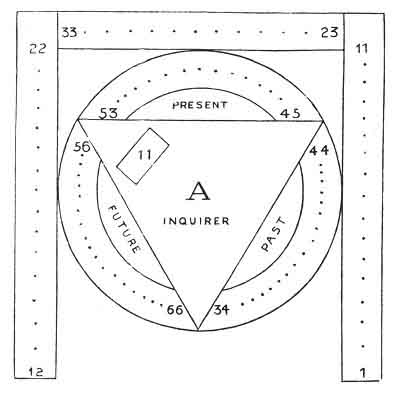 33 23
22 11
PRESENT
53 45
56 44
11
A
INQUIRER
FUTURE PAST
66 34
12 1